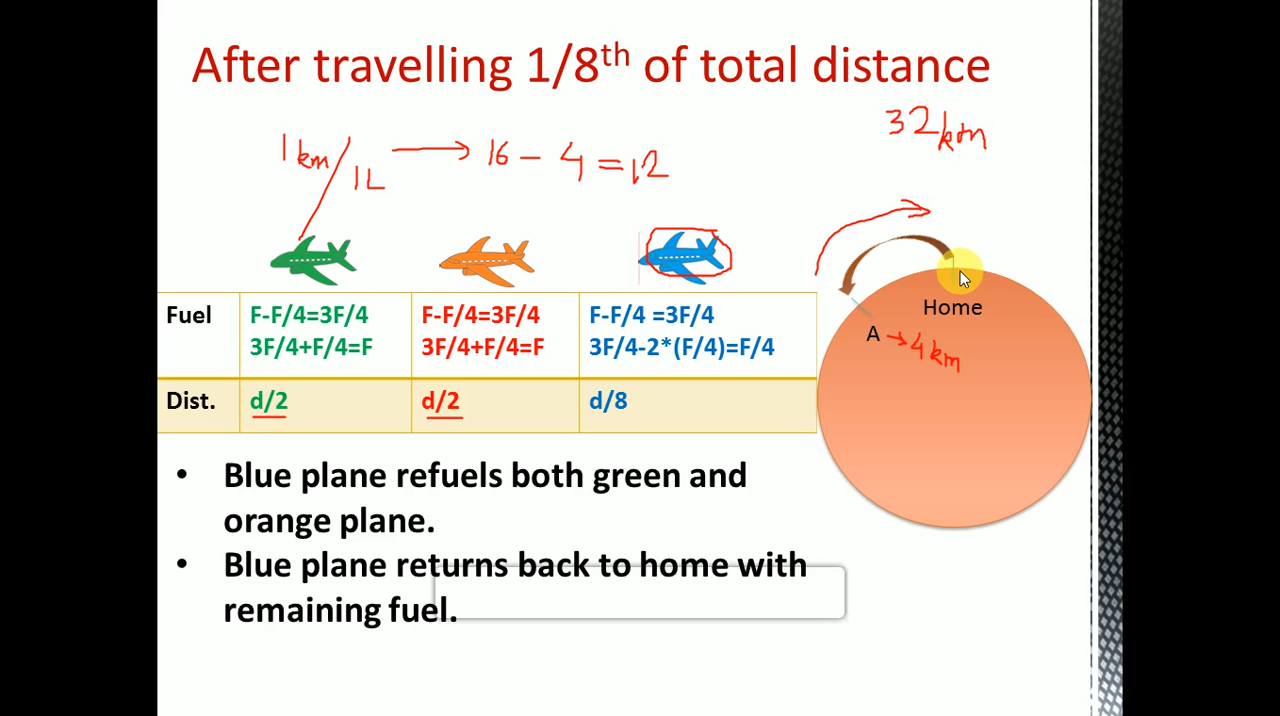 After travelling 1/8th of total distance
32km
1km/1L → 16 - 4 = 12
Fuel F-F/4=3F/4 F-F/4=3F/4 F-F/4 =3F/4
3F/4+F/4=F 3F/4+F/4=F 3F/4-2*(F/4)=F/4
Dist. d/2 d/2 d/8
Home
A → 4km
• Blue plane refuels both green and
orange plane.
• Blue plane returns back to home with
remaining fuel.